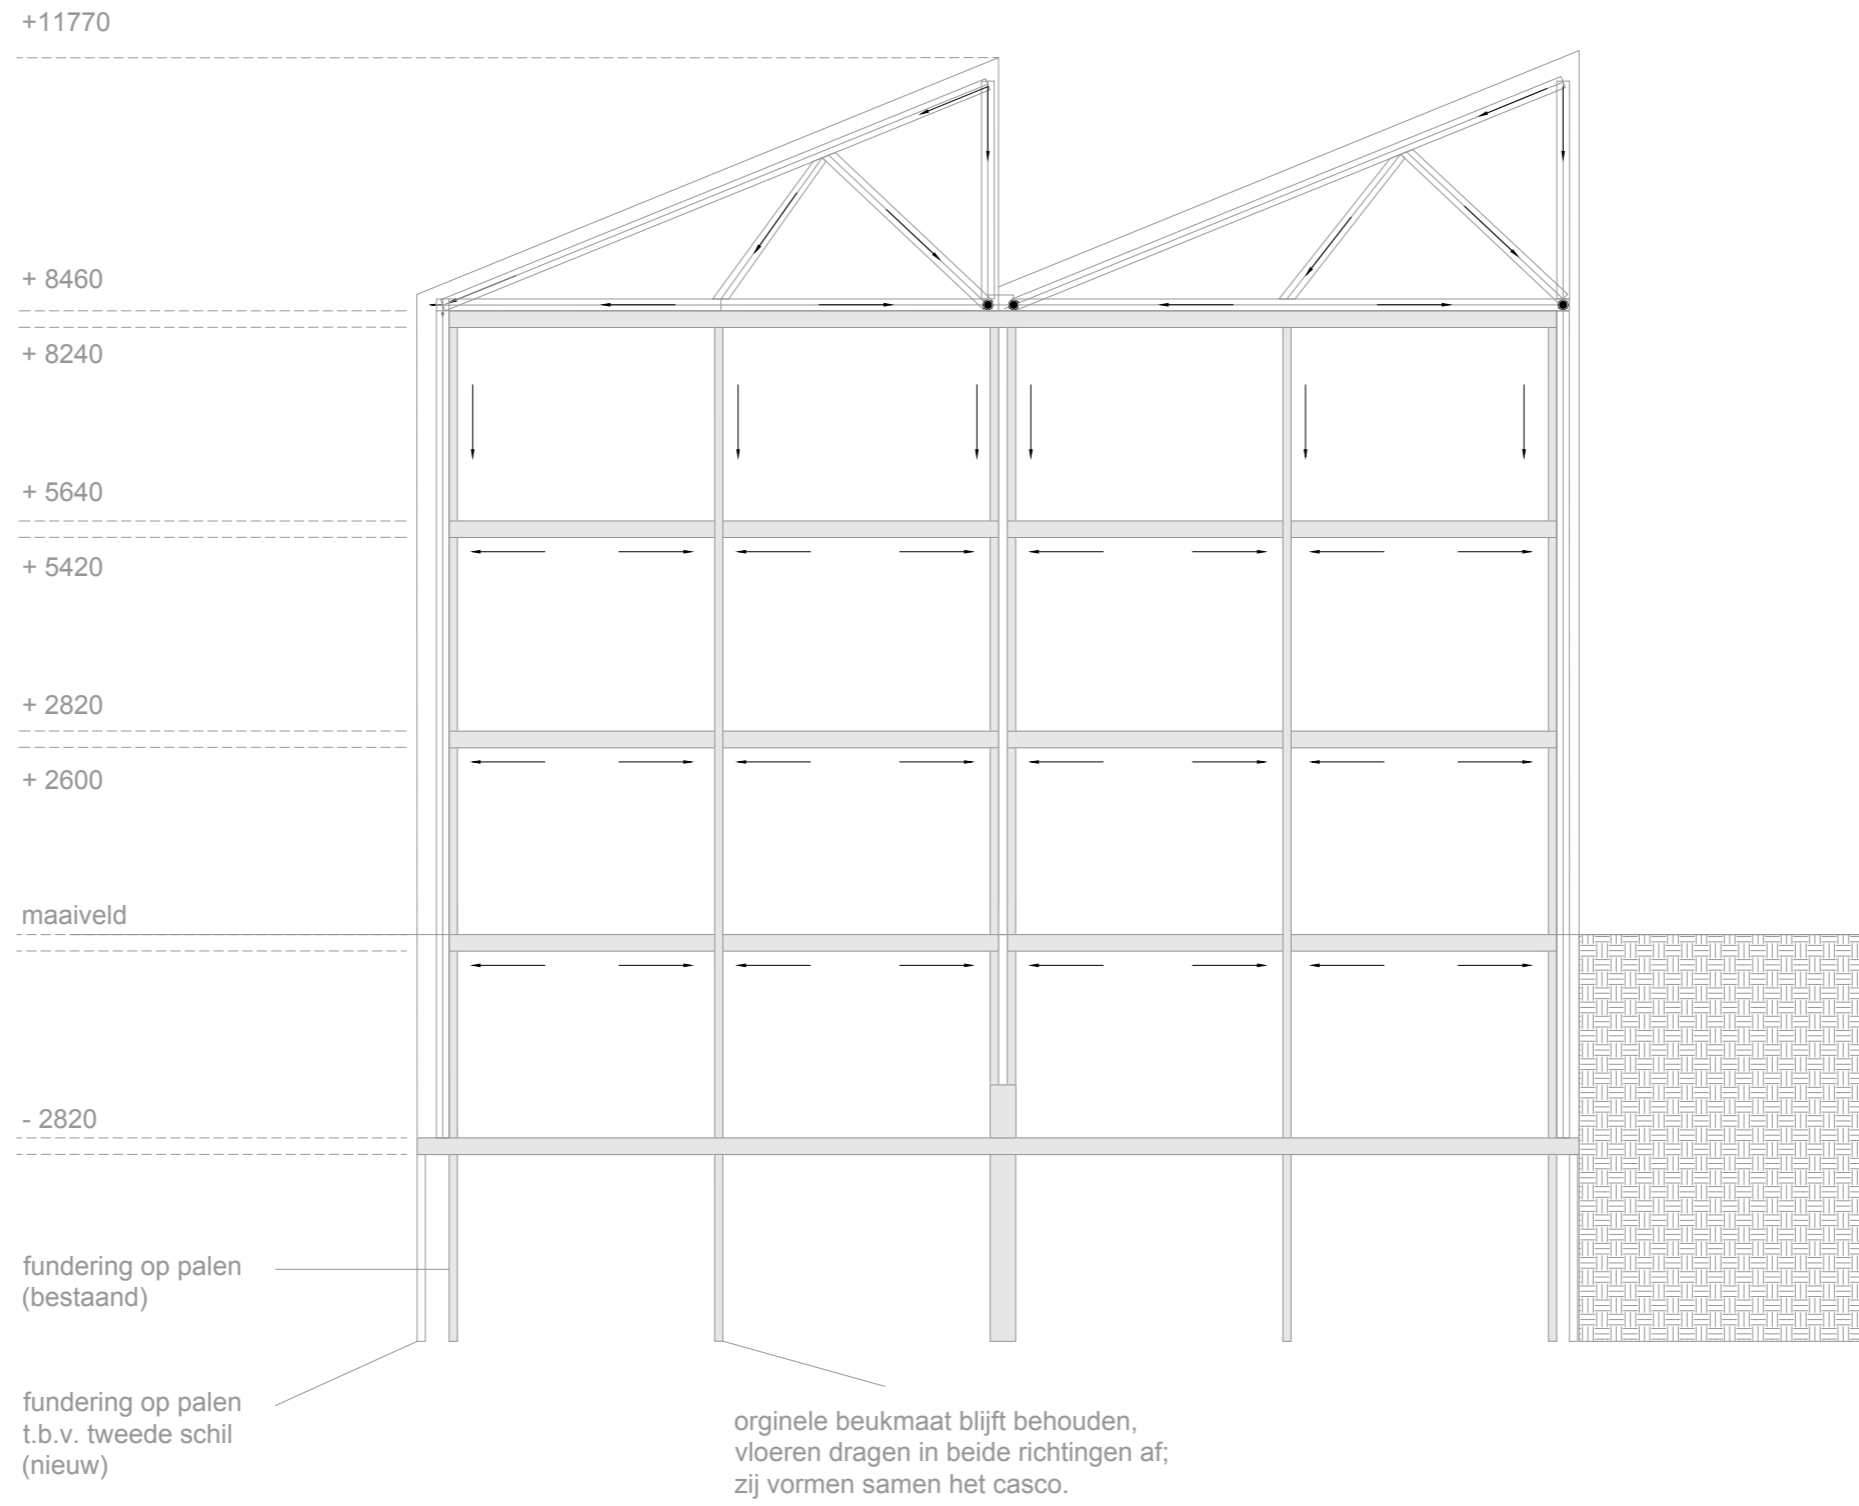 +11770
+ 8460
+ 8240
+ 5640
+ 5420
+ 2820
+ 2600
maaiveld
- 2820
fundering op palen
(bestaand)
fundering op palen
t.b.v. tweede schil
(nieuw)
orginele beukmaat blijft behouden,
vloeren dragen in beide richtingen af;
zij vormen samen het casco.